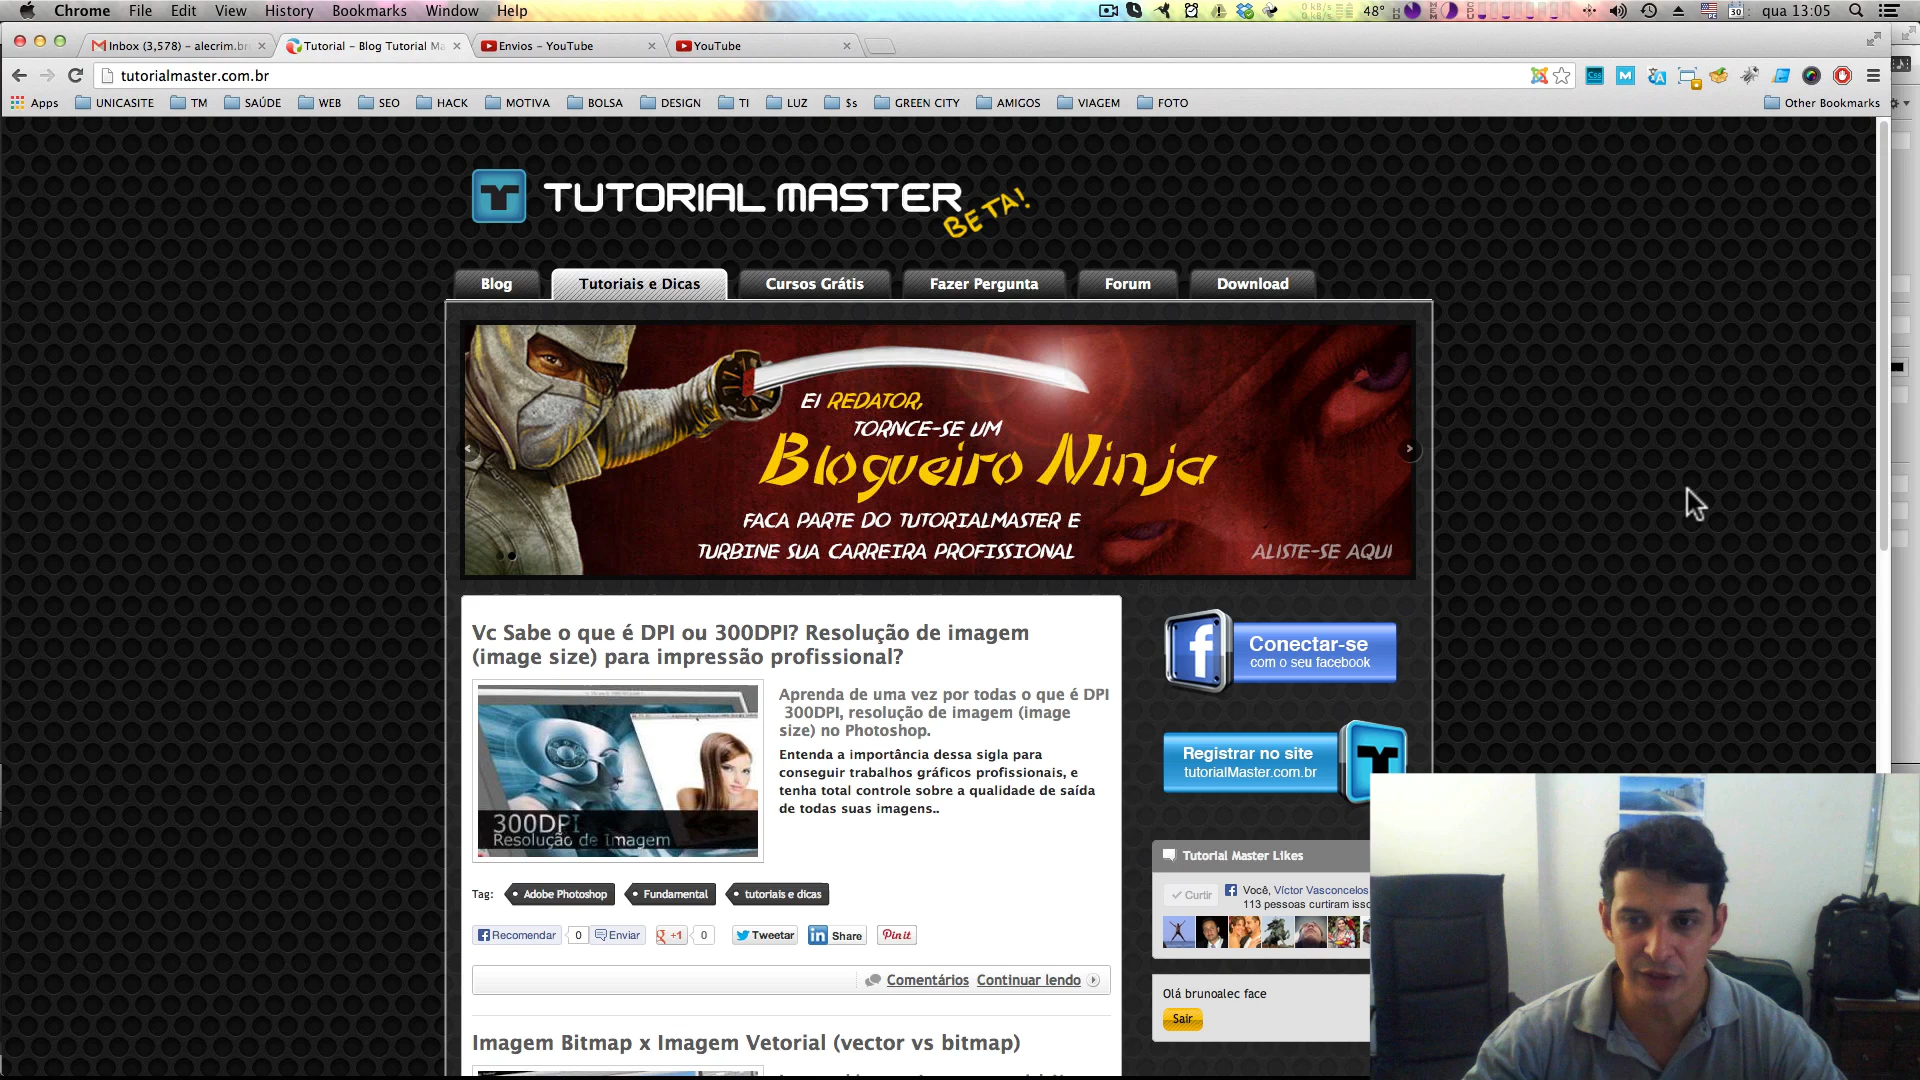 Chrome File Edit View History Bookmarks Window Help
0 kB/s
0 kB/s
48° 30 qua 13:05
Inbox (3,578) – alecrim.br
Tutorial – Blog Tutorial Ma
Envios – YouTube
YouTube
tutorialmaster.com.br
Apps UNICASITE TM SAÚDE WEB SEO HACK MOTIVA BOLSA DESIGN TI LUZ $s GREEN CITY AMIGOS VIAGEM FOTO Other Bookmarks
TUTORIAL MASTER
BETA!
Blog Tutoriais e Dicas Cursos Grátis Fazer Pergunta Forum Download
EI REDATOR,
TORNCE-SE UM
Blogueiro Ninja
FACA PARTE DO TUTORIALMASTER E
TURBINE SUA CARREIRA PROFISSIONAL
ALISTE-SE AQUI
Vc Sabe o que é DPI ou 300DPI? Resolução de imagem
(image size) para impressão profissional?
300DPI
Resolução de Imagem
Aprenda de uma vez por todas o que é DPI
300DPI, resolução de imagem (image
size) no Photoshop.
Entenda a importância dessa sigla para
conseguir trabalhos gráficos profissionais, e
tenha total controle sobre a qualidade de saída
de todas suas imagens..
Tag: Adobe Photoshop Fundamental tutoriais e dicas
Recomendar 0 Enviar +1 0 Tweetar Share Pin it
Comentários Continuar lendo
Imagem Bitmap x Imagem Vetorial (vector vs bitmap)
Conectar-se
com o seu facebook
Registrar no site
tutorialMaster.com.br
Tutorial Master Likes
Curtir Você, Víctor Vasconcelos
113 pessoas curtiram isso
Olá brunoalec face
Sair